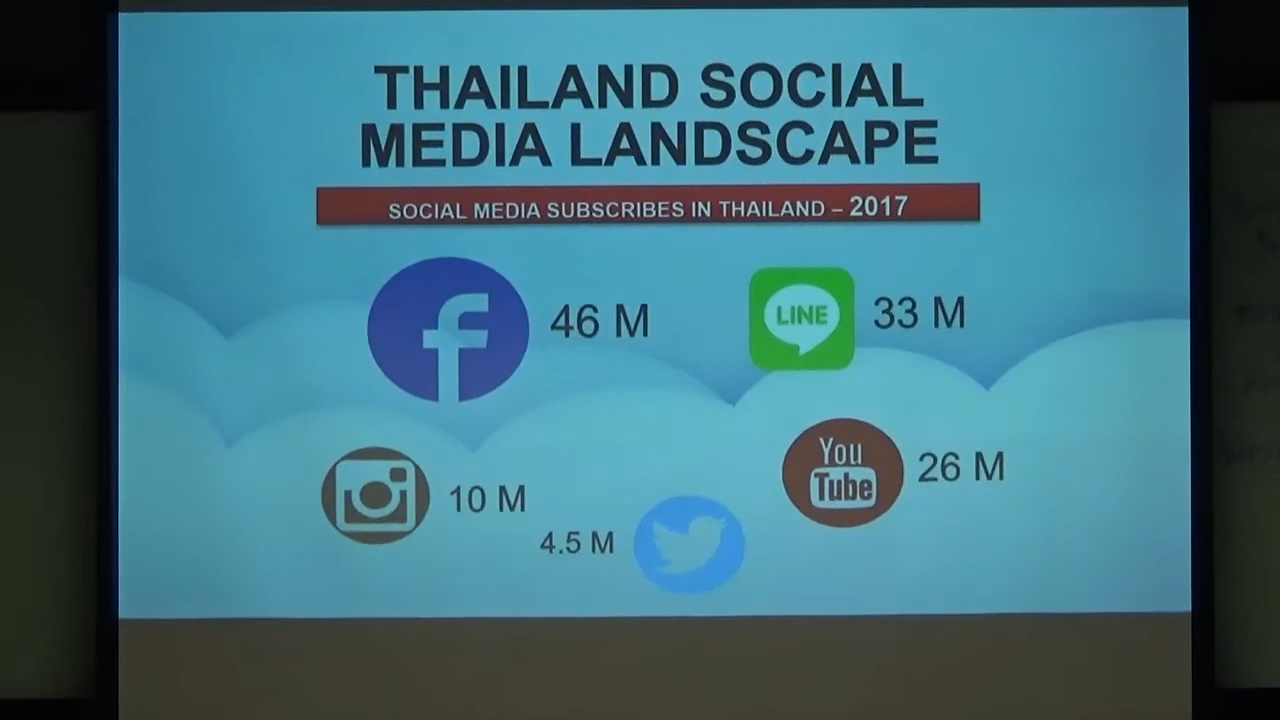 THAILAND SOCIAL
MEDIA LANDSCAPE
SOCIAL MEDIA SUBSCRIBES IN THAILAND – 2017
46 M
LINE
33 M
You
Tube
26 M
10 M
4.5 M